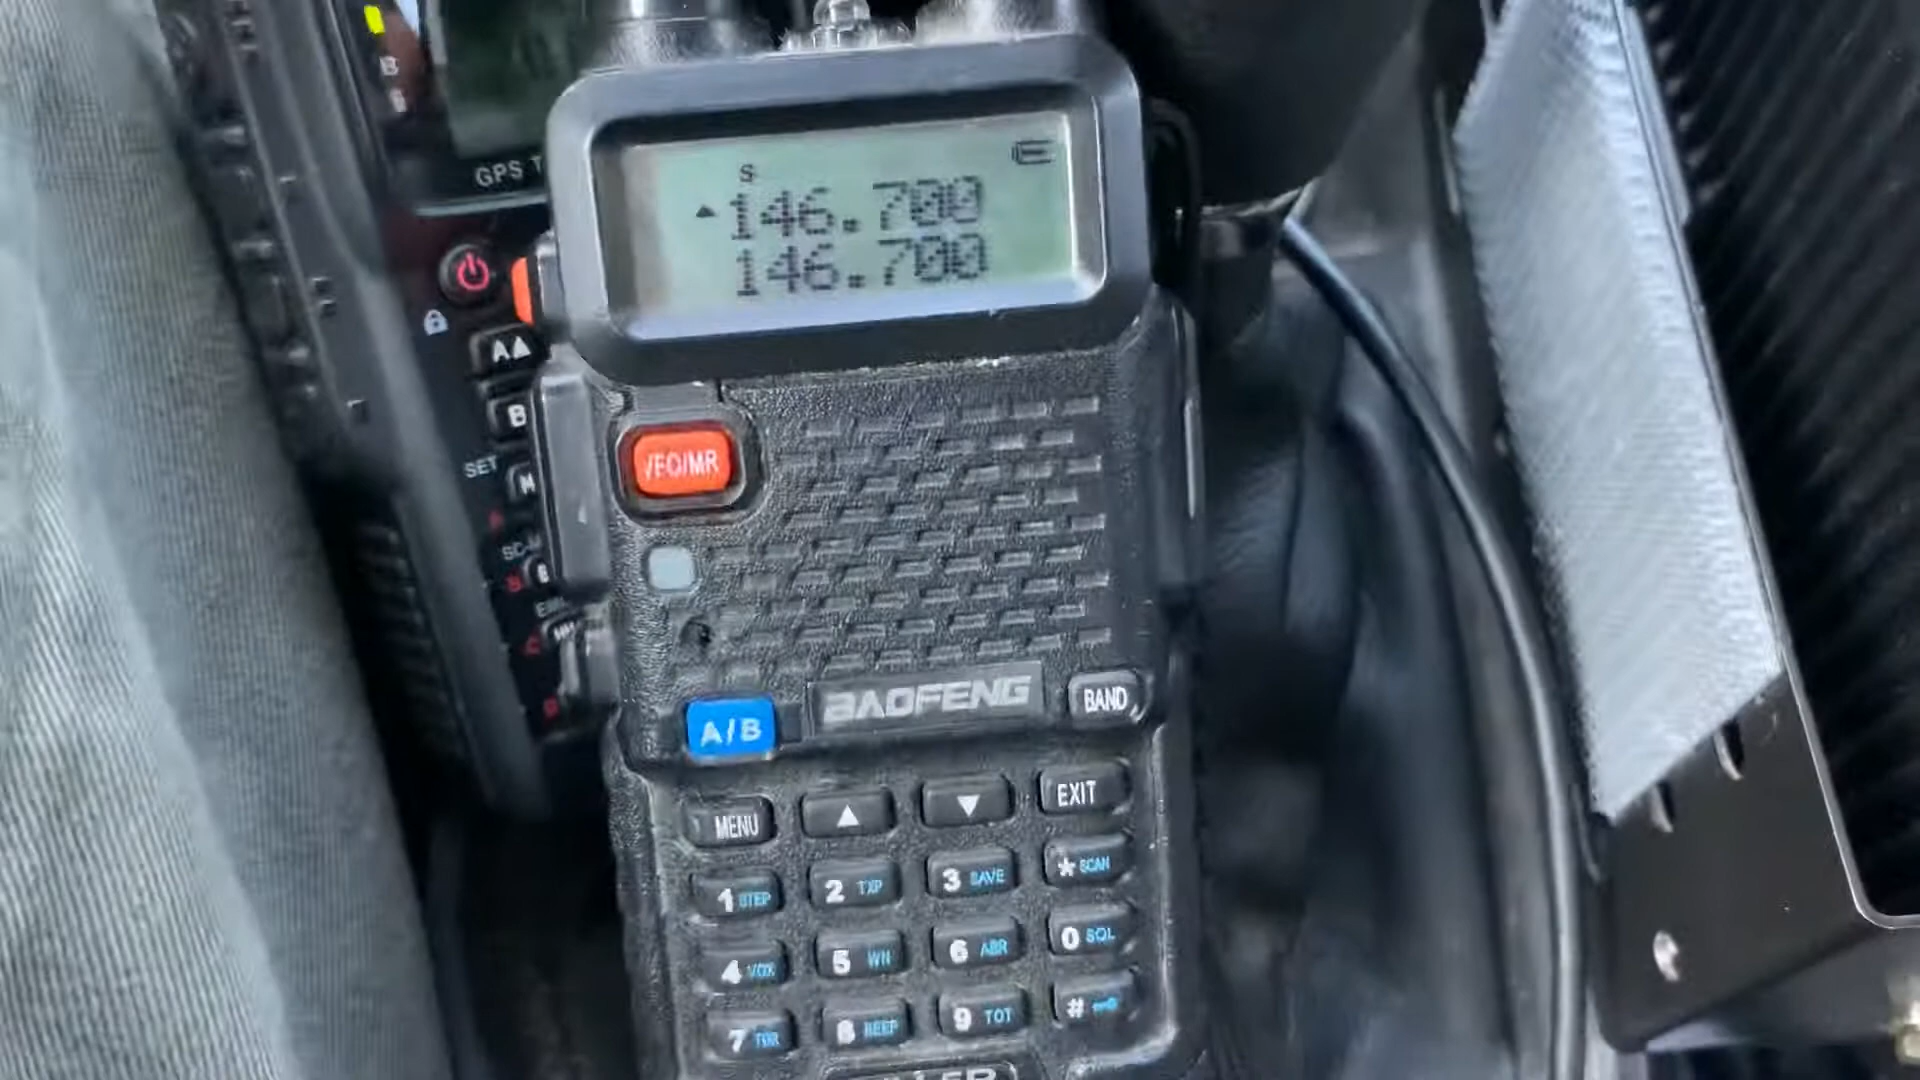 GPS
S
146.700
146.700
A▲
B
VFO/MR
SET
BAOFENG
A/B
BAND
MENU ▲ ▼ EXIT
1 STEP 2 TXP 3 SAVE * SCAN
4 VOX 5 WN 6 ABR 0 SQL
7 TDR 8 BEEP 9 TOT #